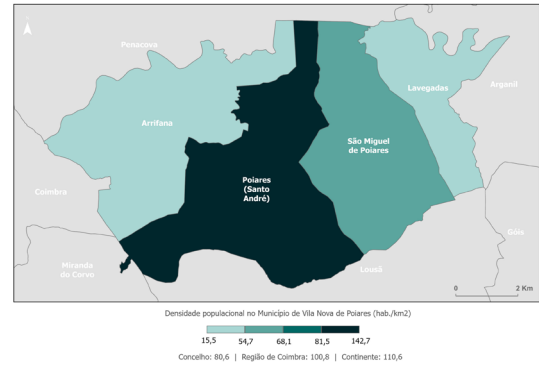 Penacova
Arganil
Lavegadas
Arrifana
São Miguel
de Poiares
Poiares
(Santo
André)
Coimbra
Góis
Miranda
do Corvo
Lousã
0 2 Km
Densidade populacional no Município de Vila Nova de Poiares (hab./km2)
15,5 54,7 68,1 81,5 142,7
Concelho: 80,6 | Região de Coimbra: 100,8 | Continente: 110,6